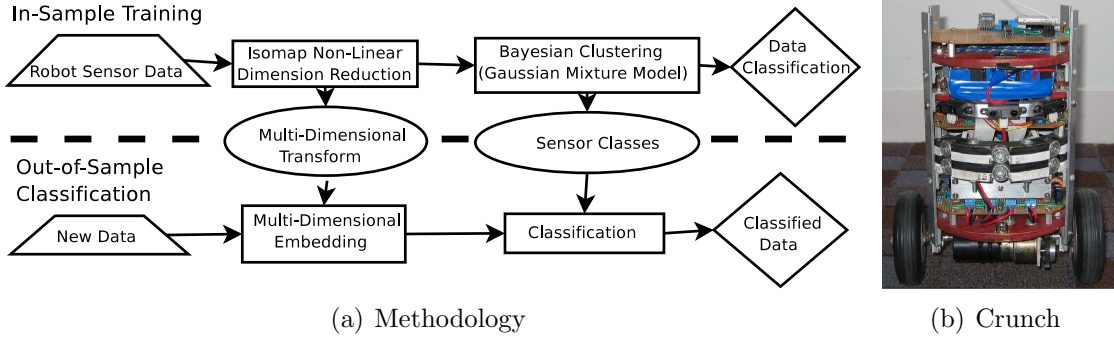 In-Sample Training
Robot Sensor Data
Isomap Non-Linear
Dimension Reduction
Bayesian Clustering
(Gaussian Mixture Model)
Data
Classification
Multi-Dimensional
Transform
Sensor Classes
Out-of-Sample
Classification
New Data
Multi-Dimensional
Embedding
Classification
Classified
Data
(a) Methodology
(b) Crunch